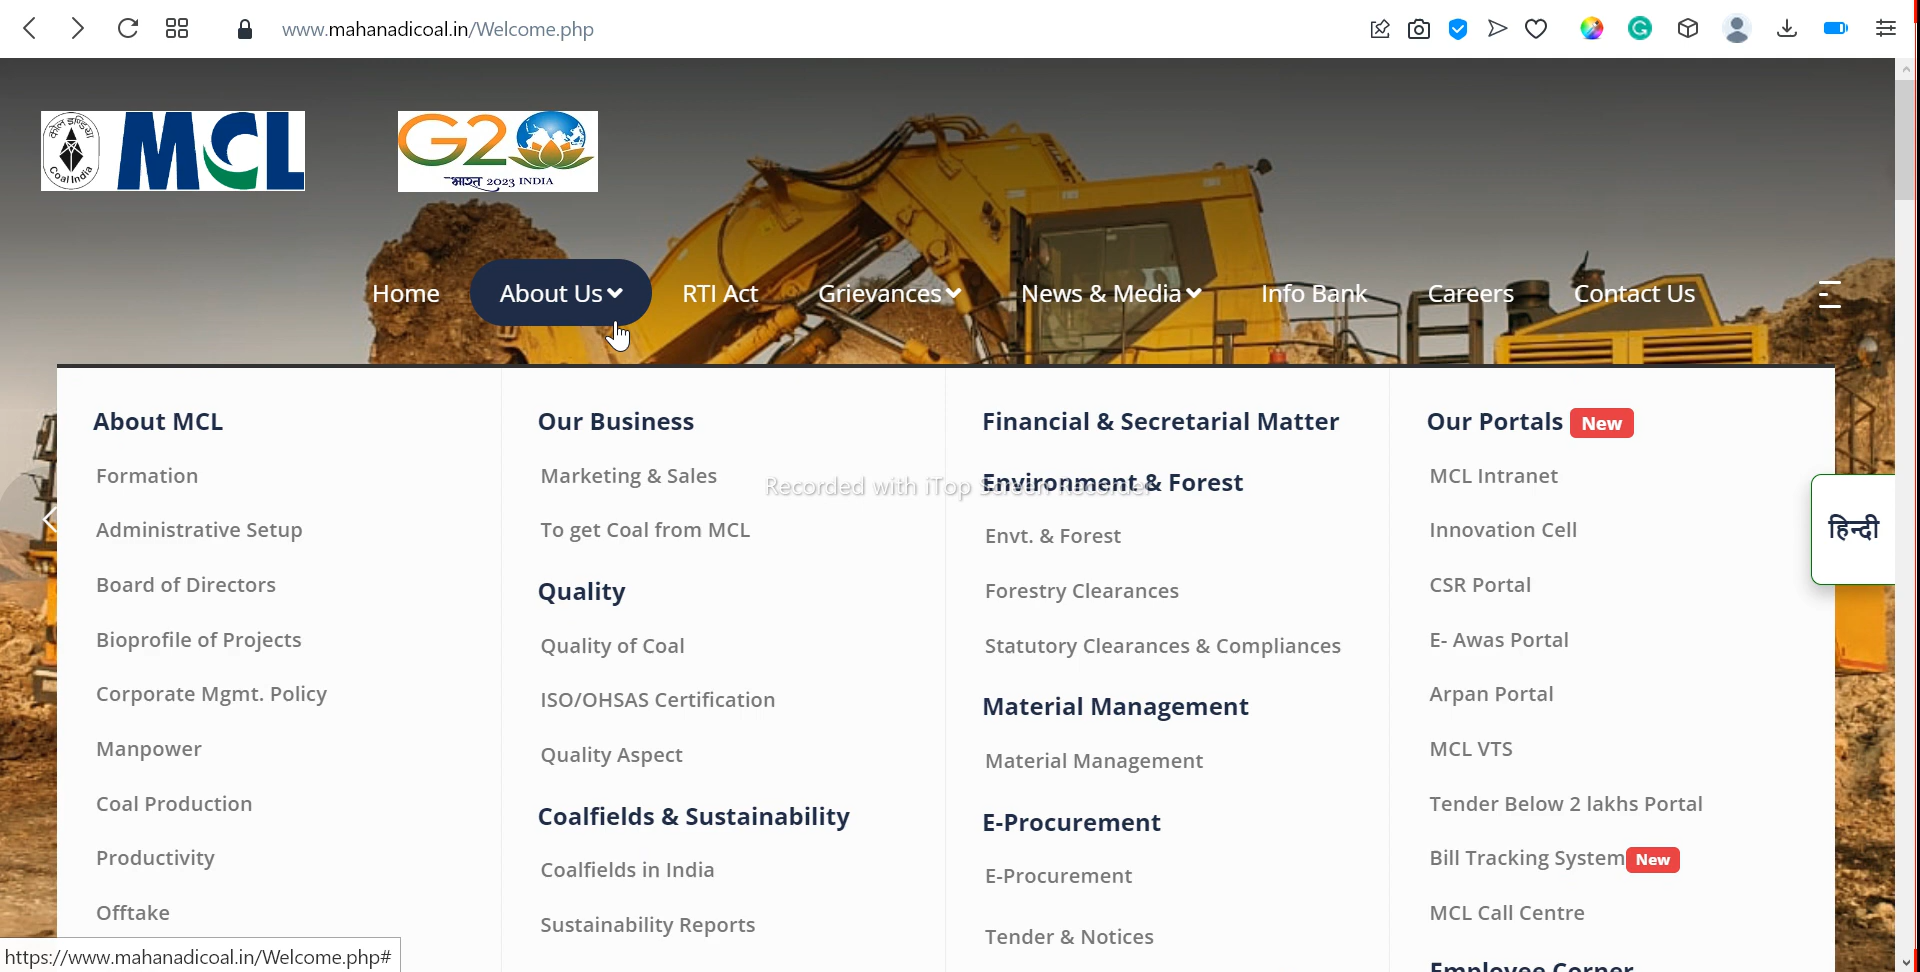 www.mahanadicoal.in/Welcome.php
कोल इण्डिया
Coal India
MCL
G20
भारत 2023 INDIA
Home
About Us
RTI Act
Grievances
News & Media
Info Bank
Careers
Contact Us
About MCL
Formation
Administrative Setup
Board of Directors
Bioprofile of Projects
Corporate Mgmt. Policy
Manpower
Coal Production
Productivity
Offtake
Our Business
Marketing & Sales
To get Coal from MCL
Quality
Quality of Coal
ISO/OHSAS Certification
Quality Aspect
Coalfields & Sustainability
Coalfields in India
Sustainability Reports
Recorded with iTop Screen Recorder
Financial & Secretarial Matter
Environment & Forest
Envt. & Forest
Forestry Clearances
Statutory Clearances & Compliances
Material Management
Material Management
E-Procurement
E-Procurement
Tender & Notices
Our Portals New
MCL Intranet
Innovation Cell
CSR Portal
E- Awas Portal
Arpan Portal
MCL VTS
Tender Below 2 lakhs Portal
Bill Tracking System New
MCL Call Centre
Employee Corner
हिन्दी
https://www.mahanadicoal.in/Welcome.php#